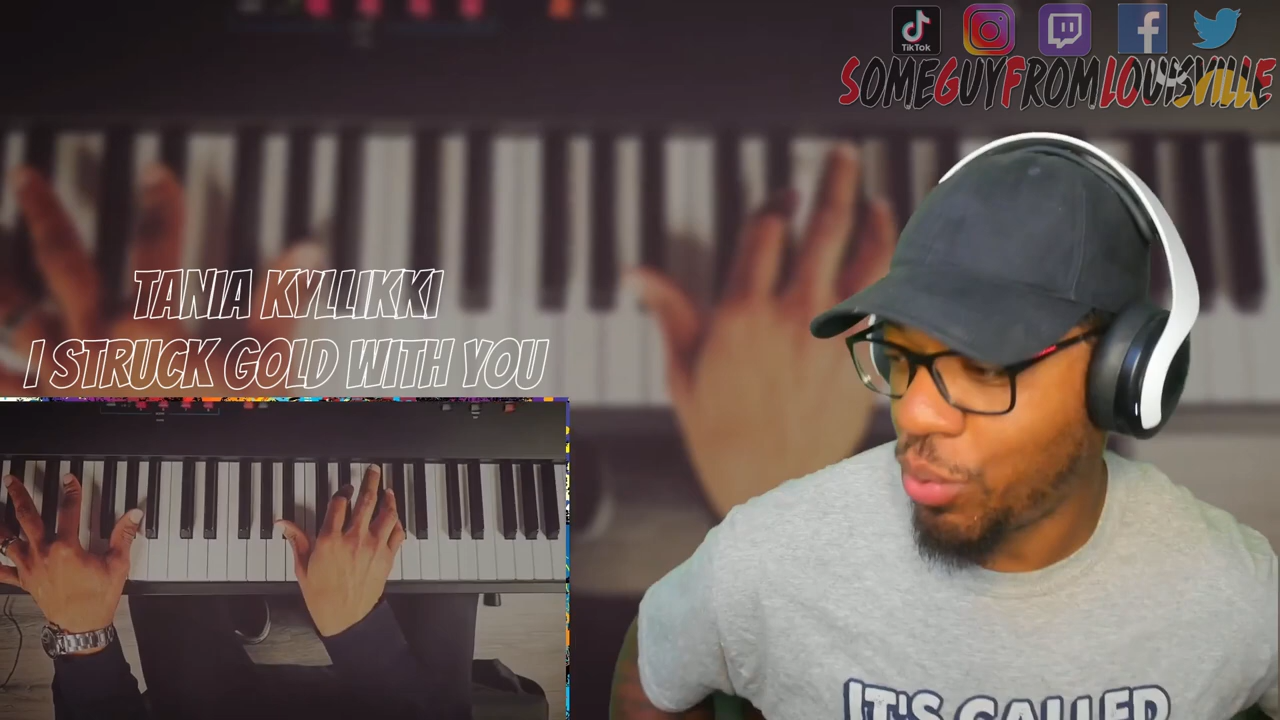 TikTok
SOMEGUYFROMLOUISVILLE
TANIA KYLLIKKI
I STRUCK GOLD WITH YOU
IT'S CALLED